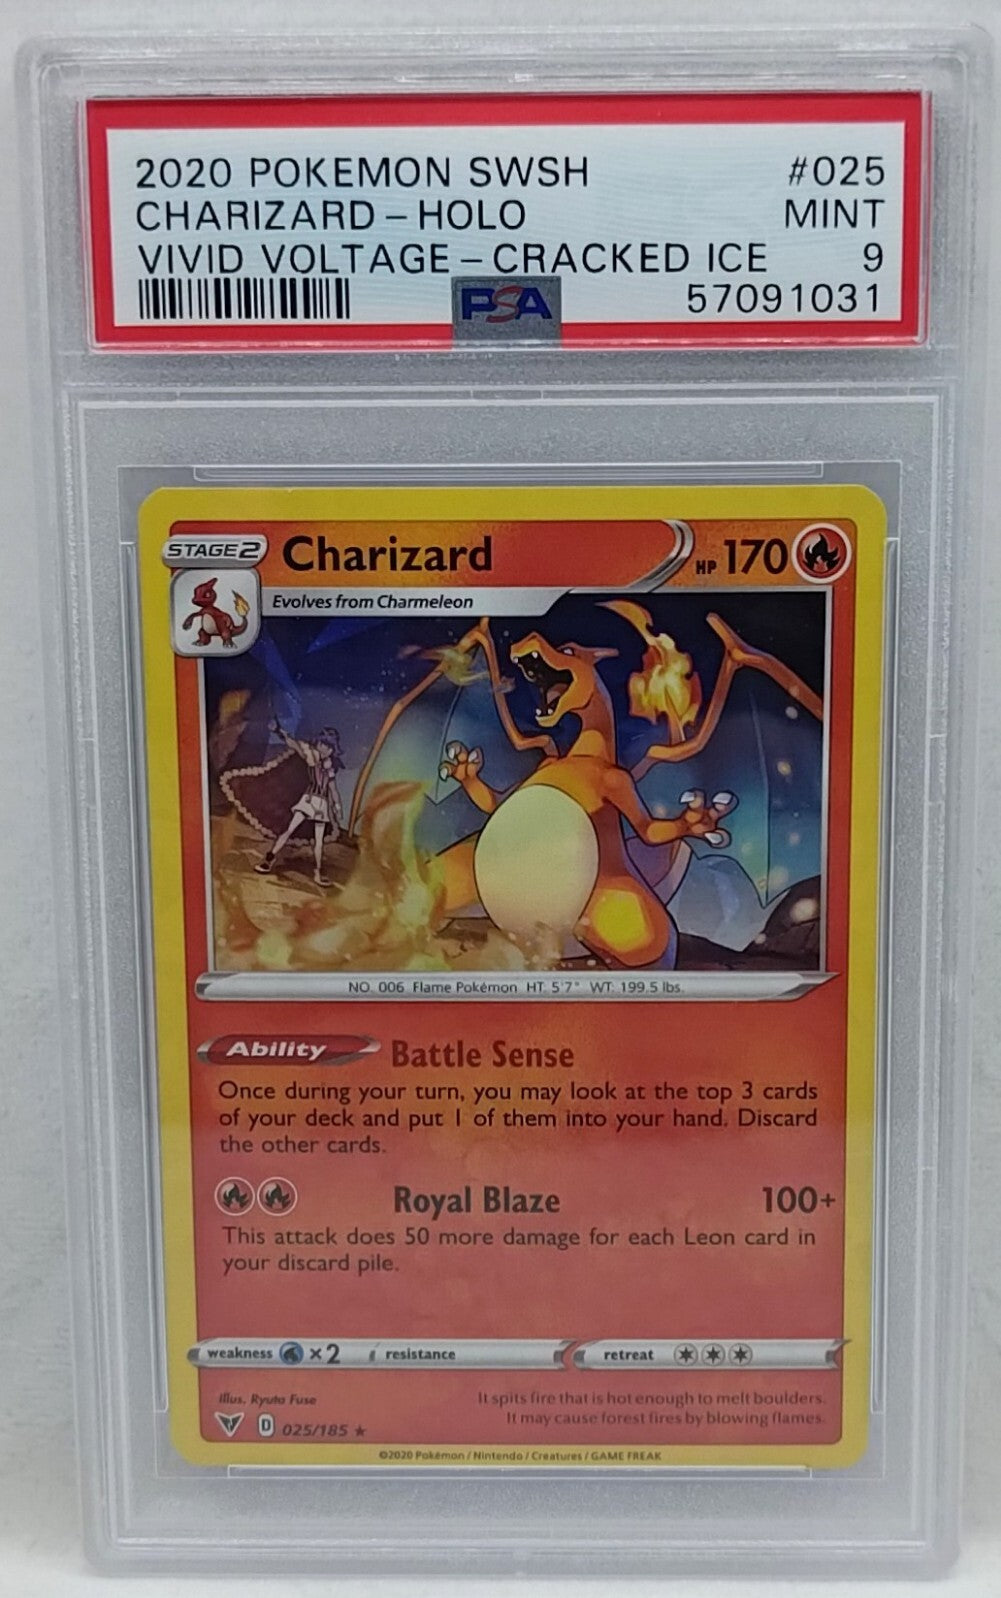 2020 POKEMON SWSH #025
CHARIZARD - HOLO MINT
VIVID VOLTAGE - CRACKED ICE 9
PSA 57091031
STAGE 2 Charizard HP 170
Evolves from Charmeleon
NO. 006 Flame Pokémon HT: 5'7" WT: 199.5 lbs.
Ability Battle Sense
Once during your turn, you may look at the top 3 cards
of your deck and put 1 of them into your hand. Discard
the other cards.
Royal Blaze 100+
This attack does 50 more damage for each Leon card in
your discard pile.
weakness ×2 resistance retreat
Illus. Ryuta Fuse
It spits fire that is hot enough to melt boulders.
It may cause forest fires by blowing flames.
D 025/185 ★
©2020 Pokémon / Nintendo / Creatures / GAME FREAK